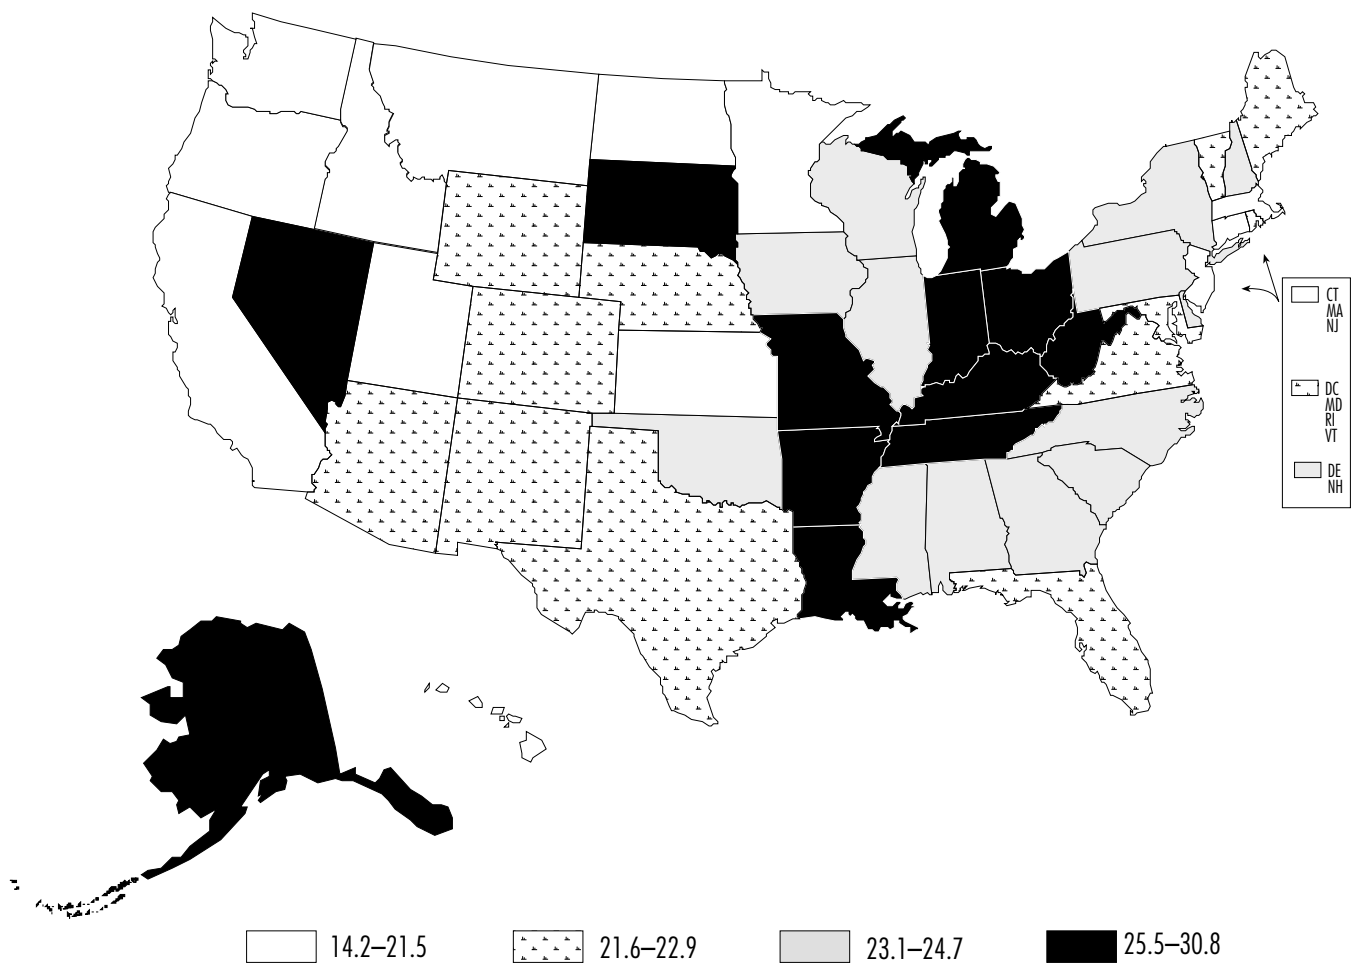 CT
MA
NJ
DC
MD
RI
VT
DE
NH
14.2–21.5
21.6–22.9
23.1–24.7
25.5–30.8